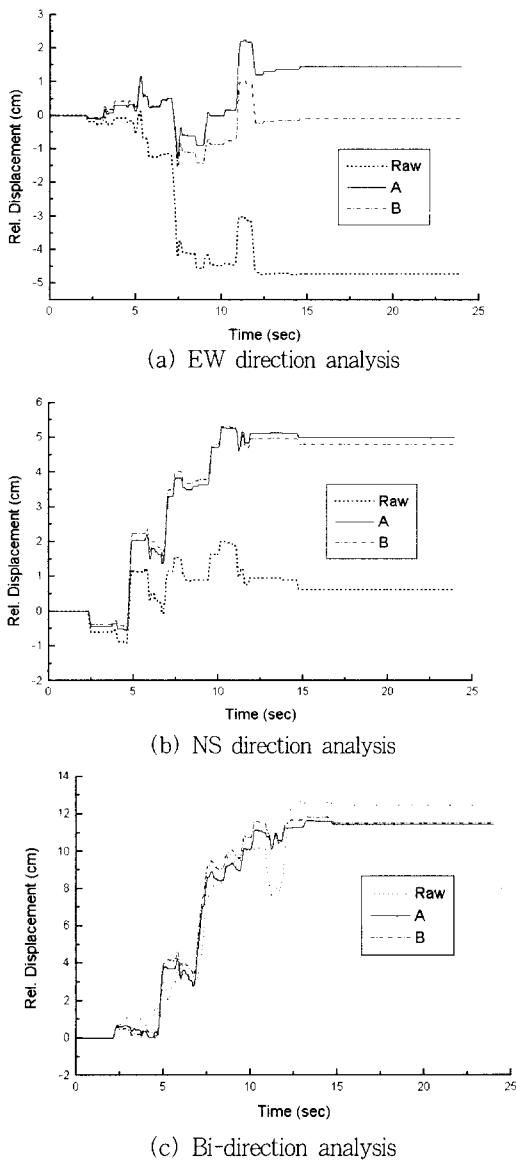 3
2
1
0
-1
-2
-3
-4
-5
Rel. Displacement (cm)
Raw
A
B
0 5 10 15 20 25
Time (sec)
(a) EW direction analysis
6
5
4
3
2
1
0
-1
-2
Rel. Displacement (cm)
Raw
A
B
0 5 10 15 20 25
Time (sec)
(b) NS direction analysis
14
12
10
8
6
4
2
0
-2
Rel. Displacement (cm)
Raw
A
B
0 5 10 15 20 25
Time (sec)
(c) Bi-direction analysis